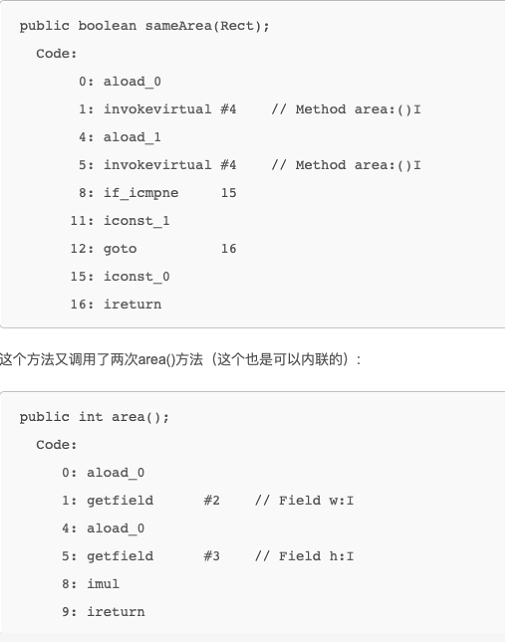 public boolean sameArea(Rect);
Code:
0: aload_0
1: invokevirtual #4 // Method area:()I
4: aload_1
5: invokevirtual #4 // Method area:()I
8: if_icmpne 15
11: iconst_1
12: goto 16
15: iconst_0
16: ireturn
这个方法又调用了两次area()方法（这个也是可以内联的）:
public int area();
Code:
0: aload_0
1: getfield #2 // Field w:I
4: aload_0
5: getfield #3 // Field h:I
8: imul
9: ireturn